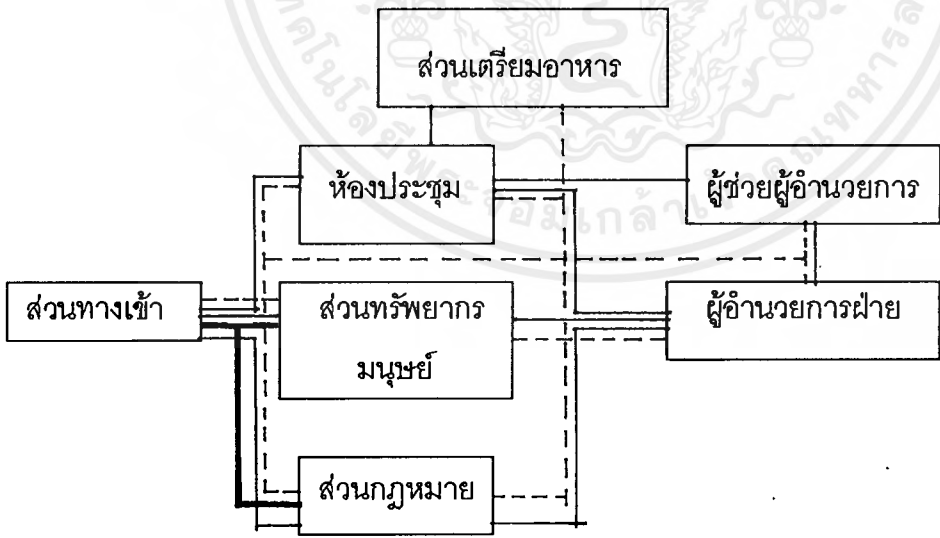 ส่วนเตรียมอาหาร
ห้องประชุม
ผู้ช่วยผู้อำนวยการ
ส่วนทางเข้า
ส่วนทรัพยากร
มนุษย์
ผู้อำนวยการฝ่าย
ส่วนกฎหมาย